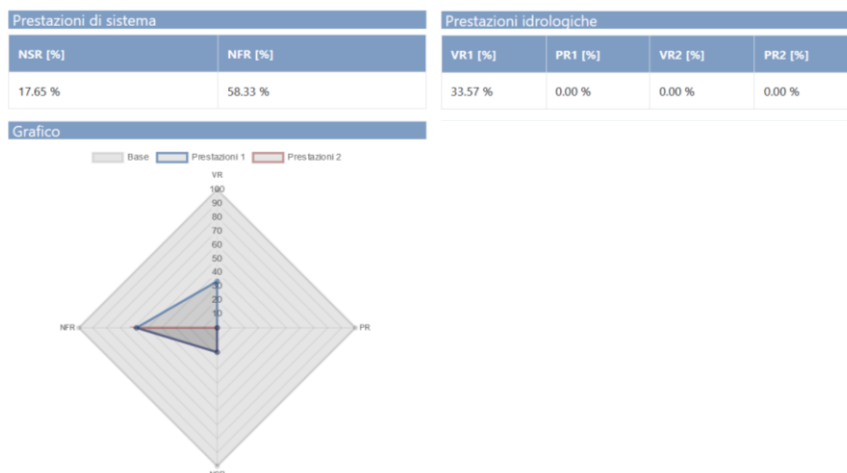 Prestazioni di sistema
NSR [%] NFR [%]
17.65 % 58.33 %
Prestazioni idrologiche
VR1 [%] PR1 [%] VR2 [%] PR2 [%]
33.57 % 0.00 % 0.00 % 0.00 %
Grafico
Base Prestazioni 1 Prestazioni 2
VR
100
90
80
70
60
50
40
30
20
10
NFR PR